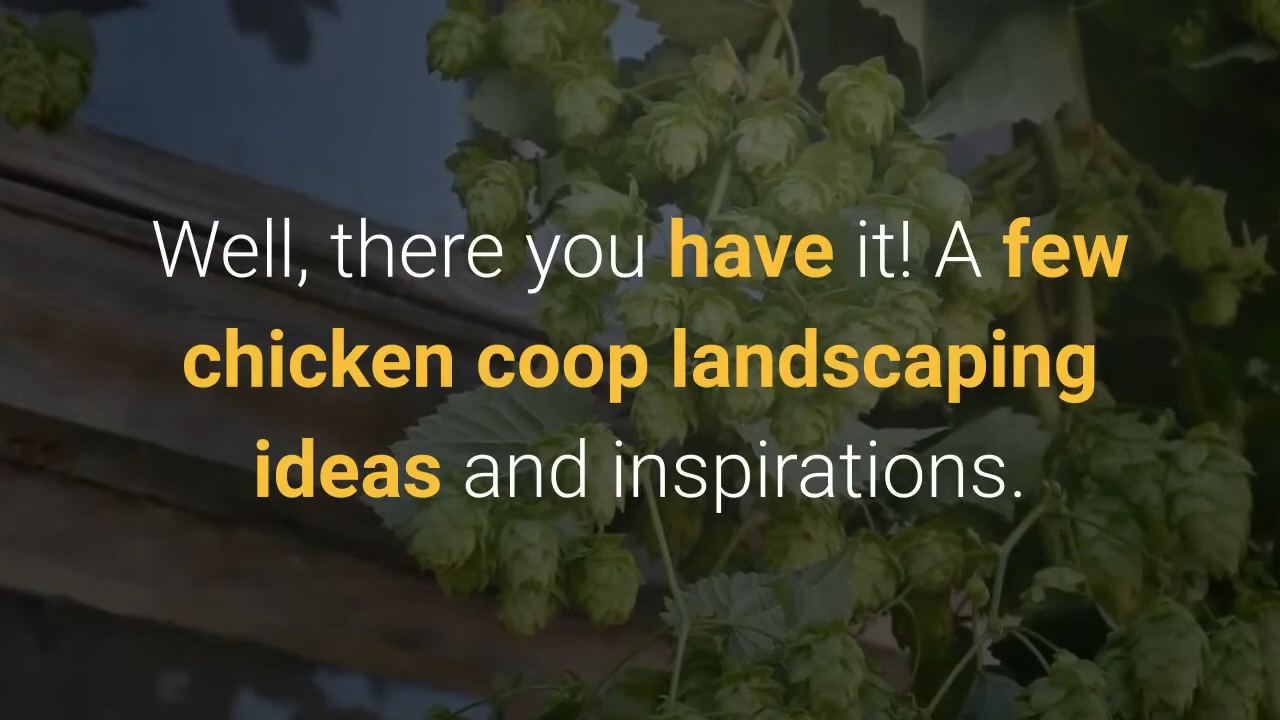 Well, there you have it! A few
chicken coop landscaping
ideas and inspirations.